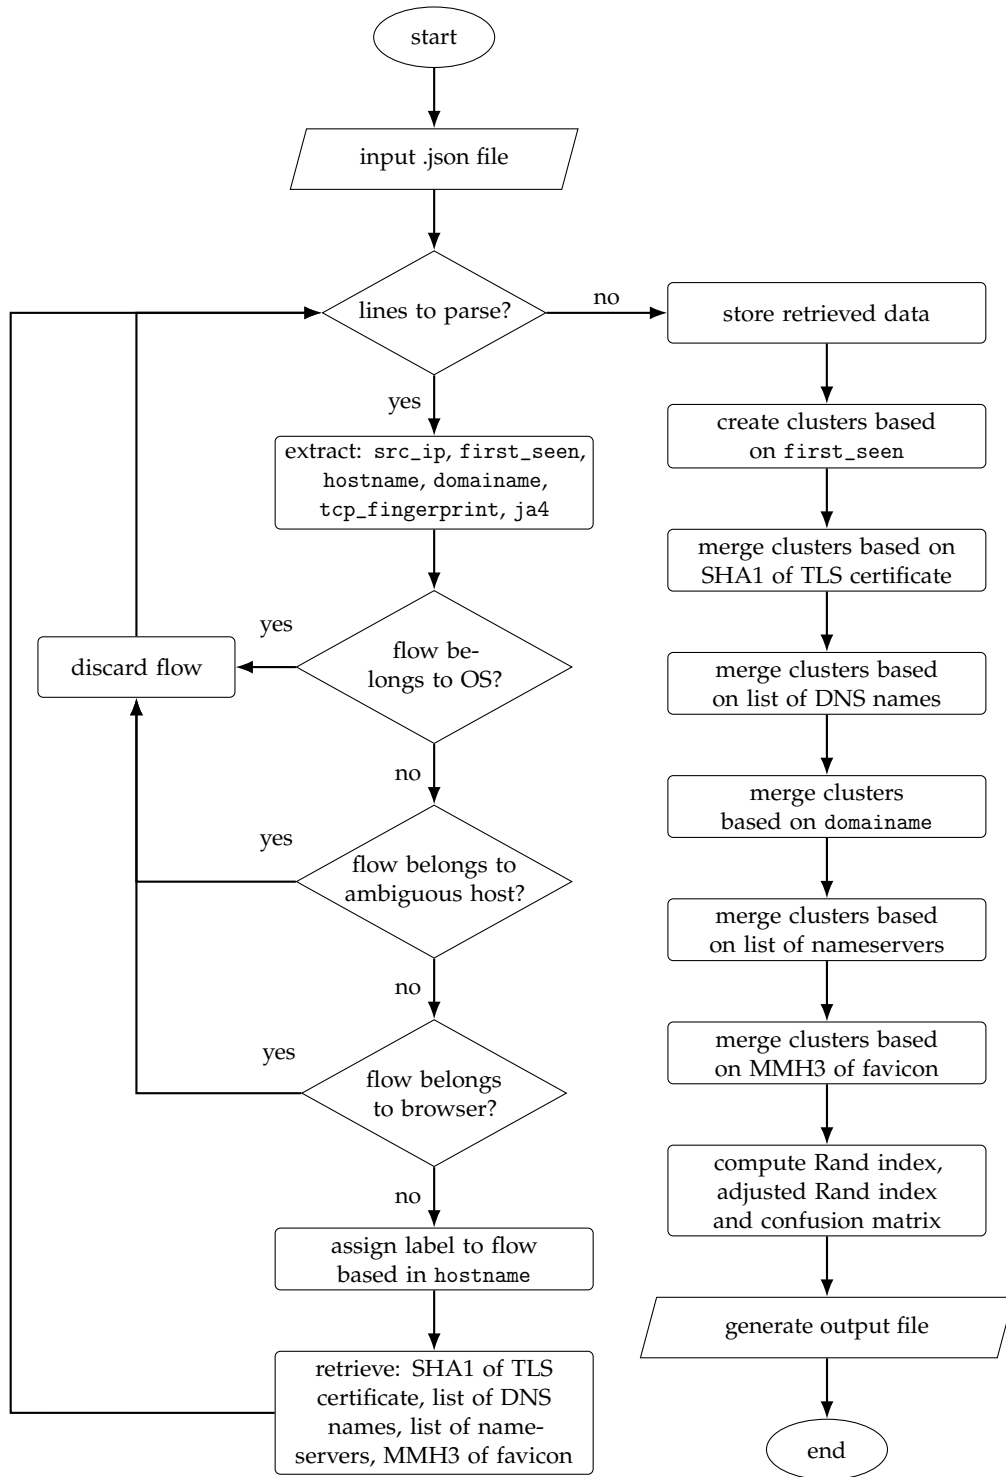 start
input .json file
lines to parse?
no
store retrieved data
yes
extract: src_ip, first_seen,
hostname, domainame,
tcp_fingerprint, ja4
create clusters based
on first_seen
merge clusters based on
SHA1 of TLS certificate
yes
discard flow
flow be-
longs to OS?
merge clusters based
on list of DNS names
no
merge clusters
based on domainame
yes
flow belongs to
ambiguous host?
merge clusters based
on list of nameservers
no
yes
flow belongs
to browser?
merge clusters based
on MMH3 of favicon
no
compute Rand index,
adjusted Rand index
and confusion matrix
assign label to flow
based in hostname
generate output file
retrieve: SHA1 of TLS
certificate, list of DNS
names, list of name-
servers, MMH3 of favicon
end